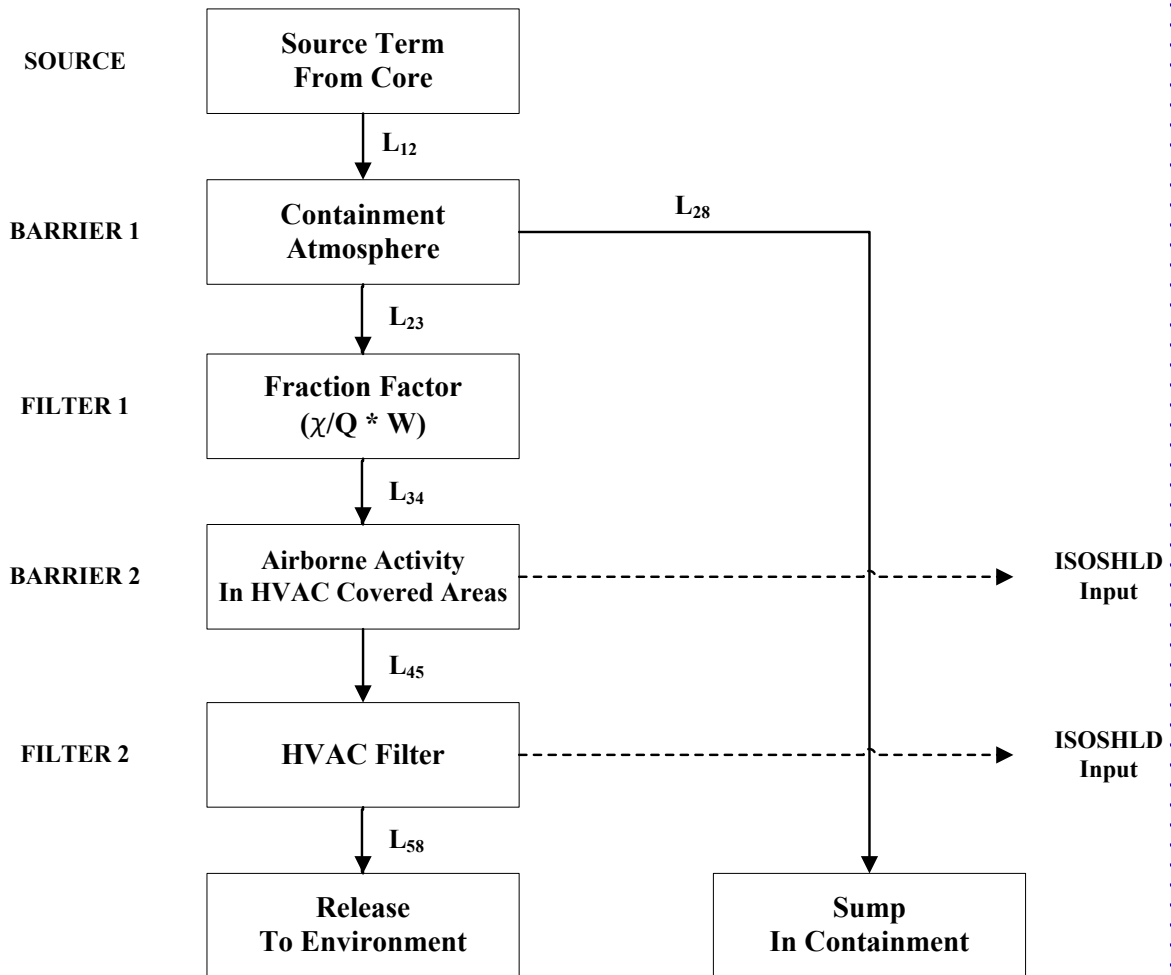 SOURCE
Source Term
From Core
L₁₂
BARRIER 1
Containment
Atmosphere
L₂₈
L₂₃
FILTER 1
Fraction Factor
(χ/Q * W)
L₃₄
BARRIER 2
Airborne Activity
In HVAC Covered Areas
ISOSHLD
Input
L₄₅
FILTER 2
HVAC Filter
ISOSHLD
Input
L₅₈
Release
To Environment
Sump
In Containment